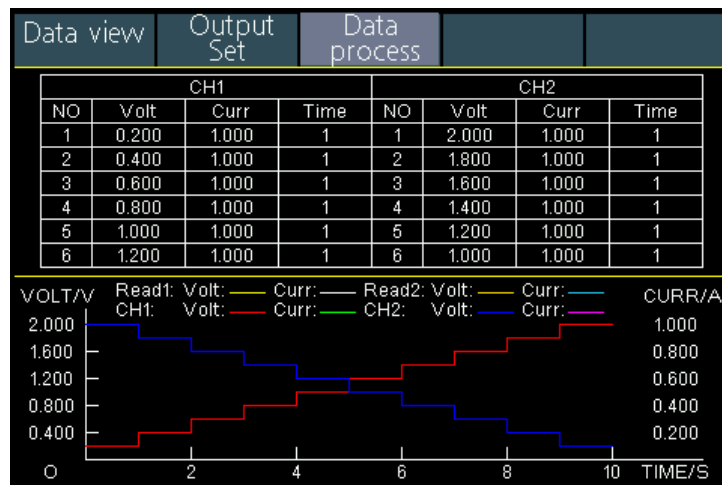 Data view Output Set Data process
CH1 CH2
NO Volt Curr Time NO Volt Curr Time
1 0.200 1.000 1 1 2.000 1.000 1
2 0.400 1.000 1 2 1.800 1.000 1
3 0.600 1.000 1 3 1.600 1.000 1
4 0.800 1.000 1 4 1.400 1.000 1
5 1.000 1.000 1 5 1.200 1.000 1
6 1.200 1.000 1 6 1.000 1.000 1
VOLT/V Read1: Volt: Curr: Read2: Volt: Curr: CURR/A
CH1: Volt: Curr: CH2: Volt: Curr:
2.000 1.000
1.600 0.800
1.200 0.600
0.800 0.400
0.400 0.200
O 2 4 6 8 10 TIME/S